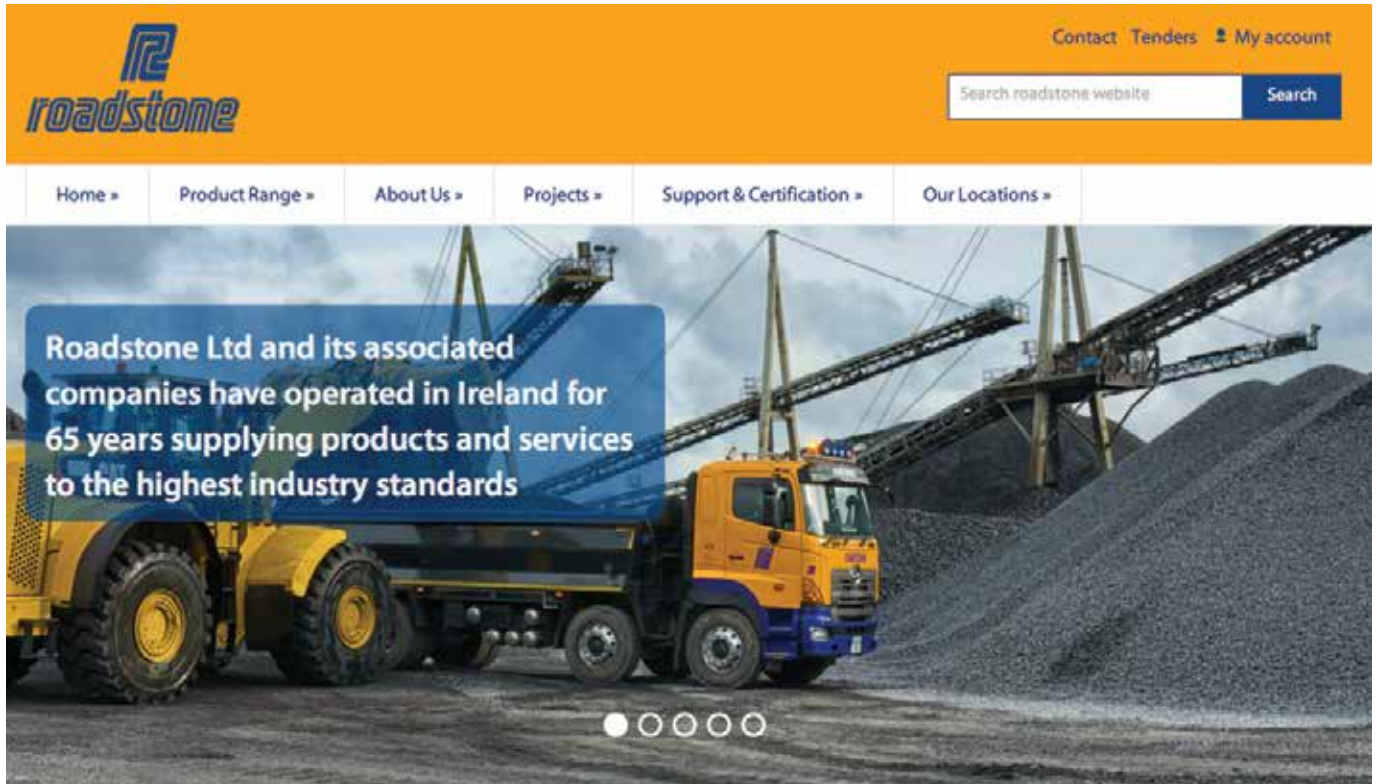 roadstone
Contact Tenders My account
Search roadstone website Search
Home » Product Range » About Us » Projects » Support & Certification » Our Locations »
Roadstone Ltd and its associated
companies have operated in Ireland for
65 years supplying products and services
to the highest industry standards